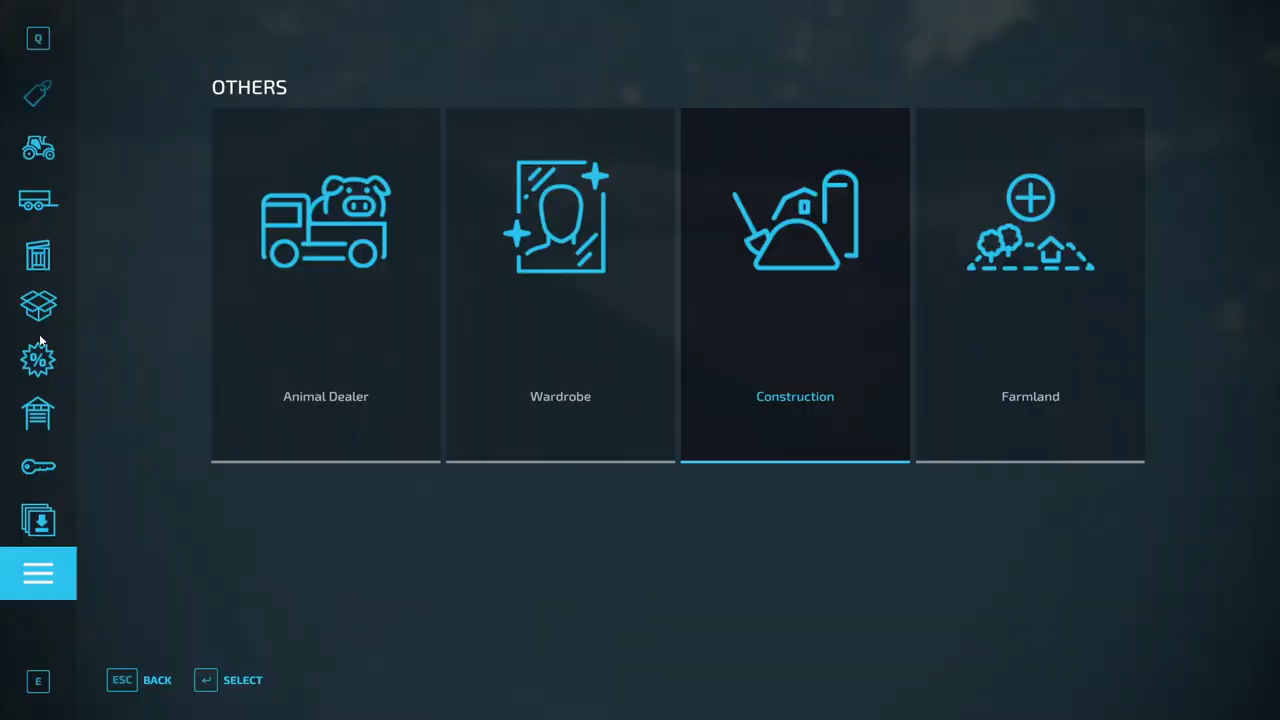 Q
OTHERS
%
Animal Dealer
Wardrobe
Construction
Farmland
E
ESC BACK
SELECT